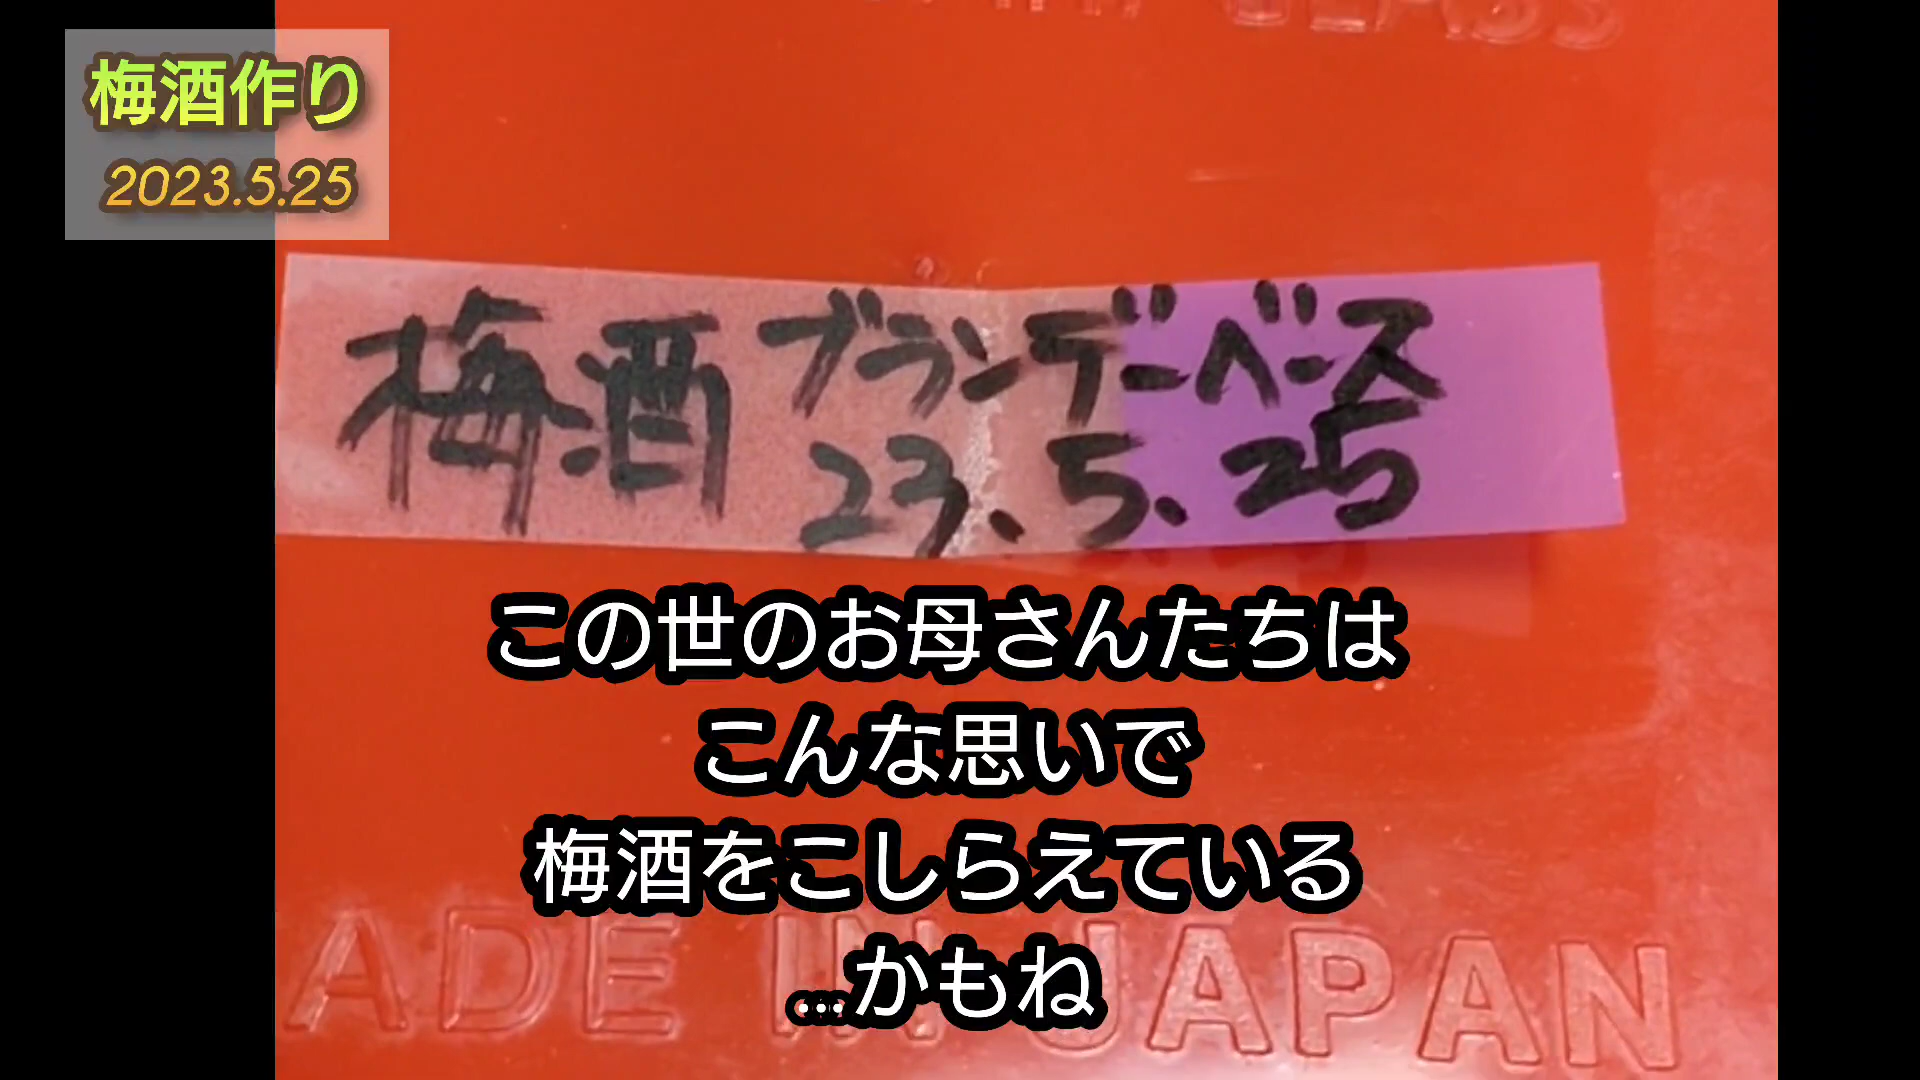 梅酒作り
2023.5.25
梅酒 ブランデーベース
23.5.25
この世のお母さんたちは
こんな思いで
梅酒をこしらえている
...かもね
ADE IN JAPAN